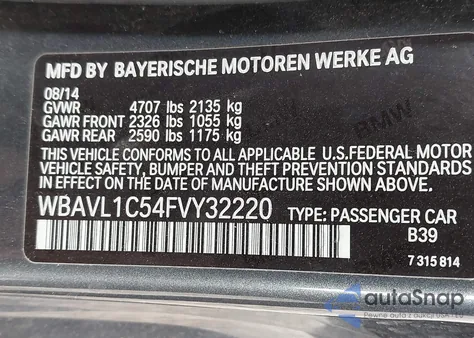 MFD BY BAYERISCHE MOTOREN WERKE AG
08/14
GVWR 4707 lbs 2135 kg
GAWR FRONT 2326 lbs 1055 kg
GAWR REAR 2590 lbs 1175 kg
THIS VEHICLE CONFORMS TO ALL APPLICABLE U.S.FEDERAL MOTOR
VEHICLE SAFETY, BUMPER AND THEFT PREVENTION STANDARDS IN
EFFECT ON THE DATE OF MANUFACTURE SHOWN ABOVE.
WBAVL1C54FVY32220 TYPE: PASSENGER CAR
B39
7 315 814
BMW
autoSnap